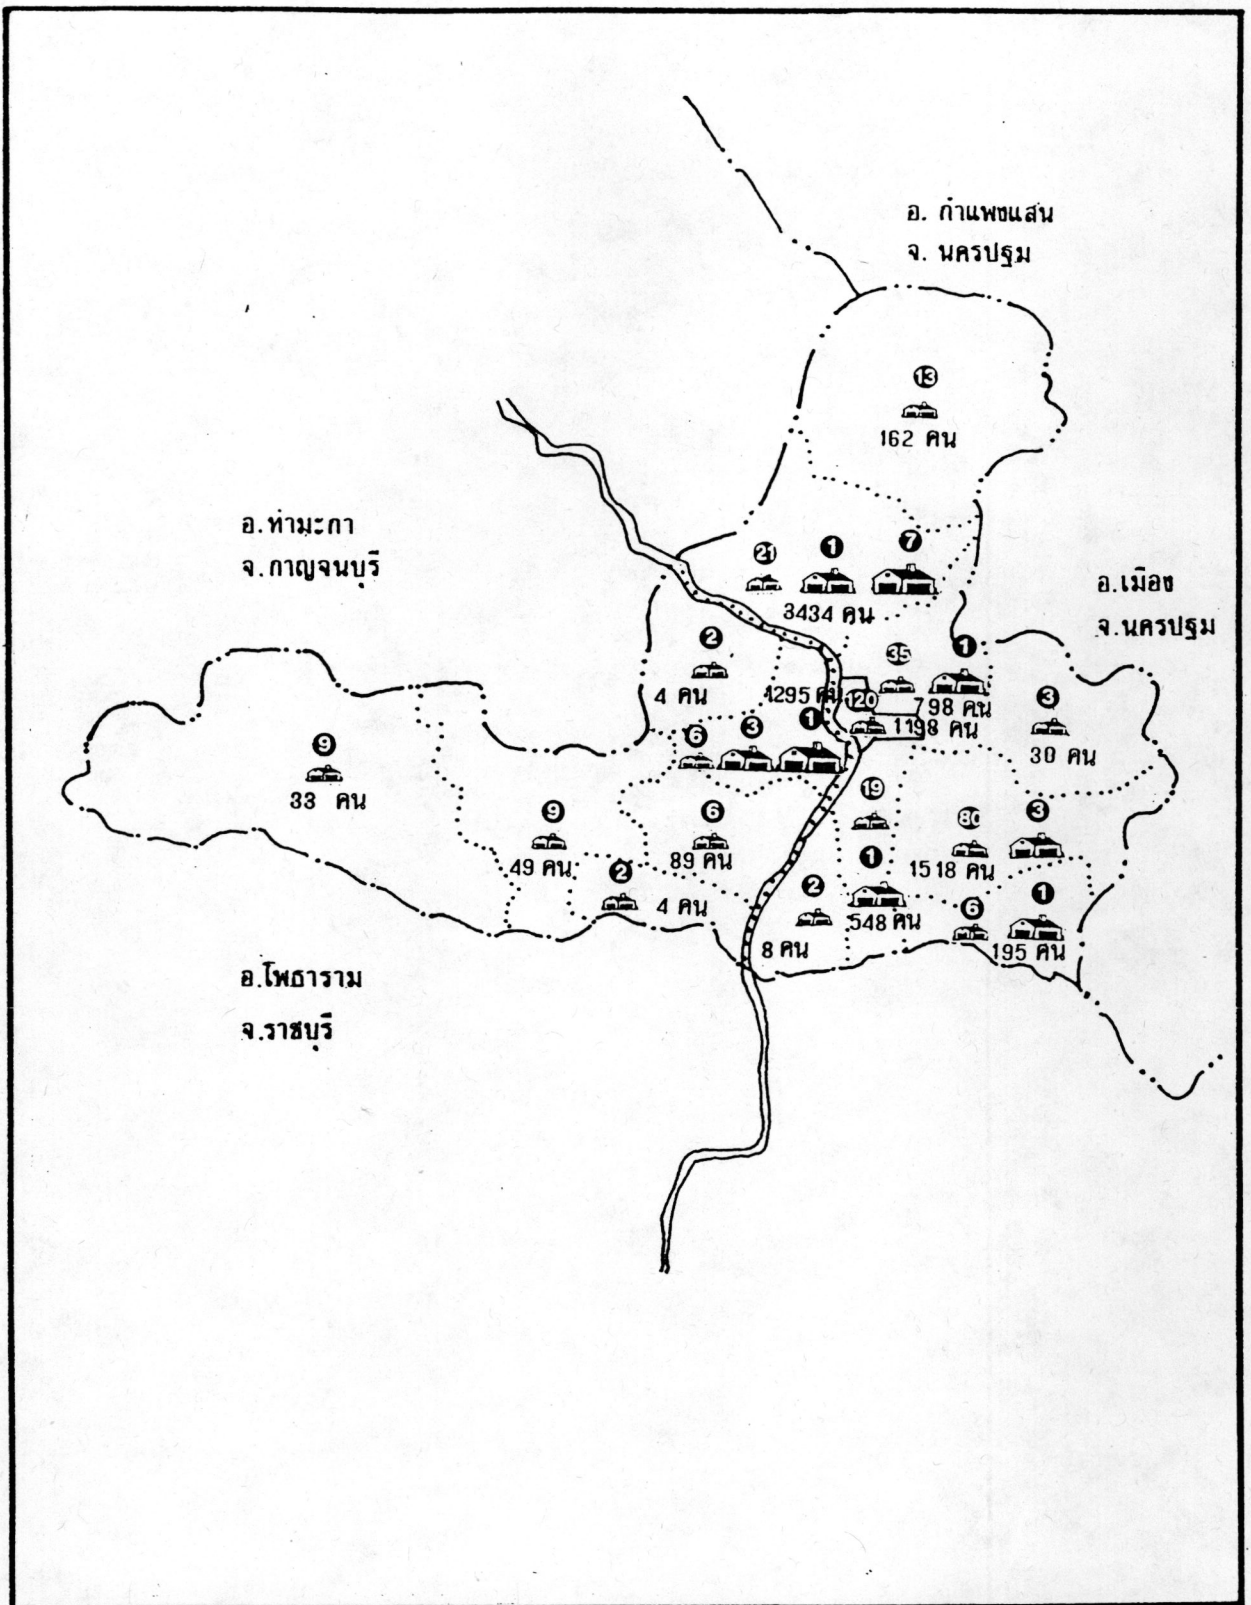 อ. กำแพงแสน
จ. นครปฐม
13
162 คน
อ.ท่ามะกา
จ.กาญจนบุรี
21 1 7
3434 คน
อ.เมือง
จ.นครปฐม
2
4 คน
35 1
798 คน
1295 คน
120
1198 คน
3
30 คน
6 3 1
9
33 คน
9
49 คน
6
89 คน
2
4 คน
19
1
548 คน
80 3
1518 คน
2
8 คน
6 1
195 คน
อ.โพธาราม
จ.ราชบุรี